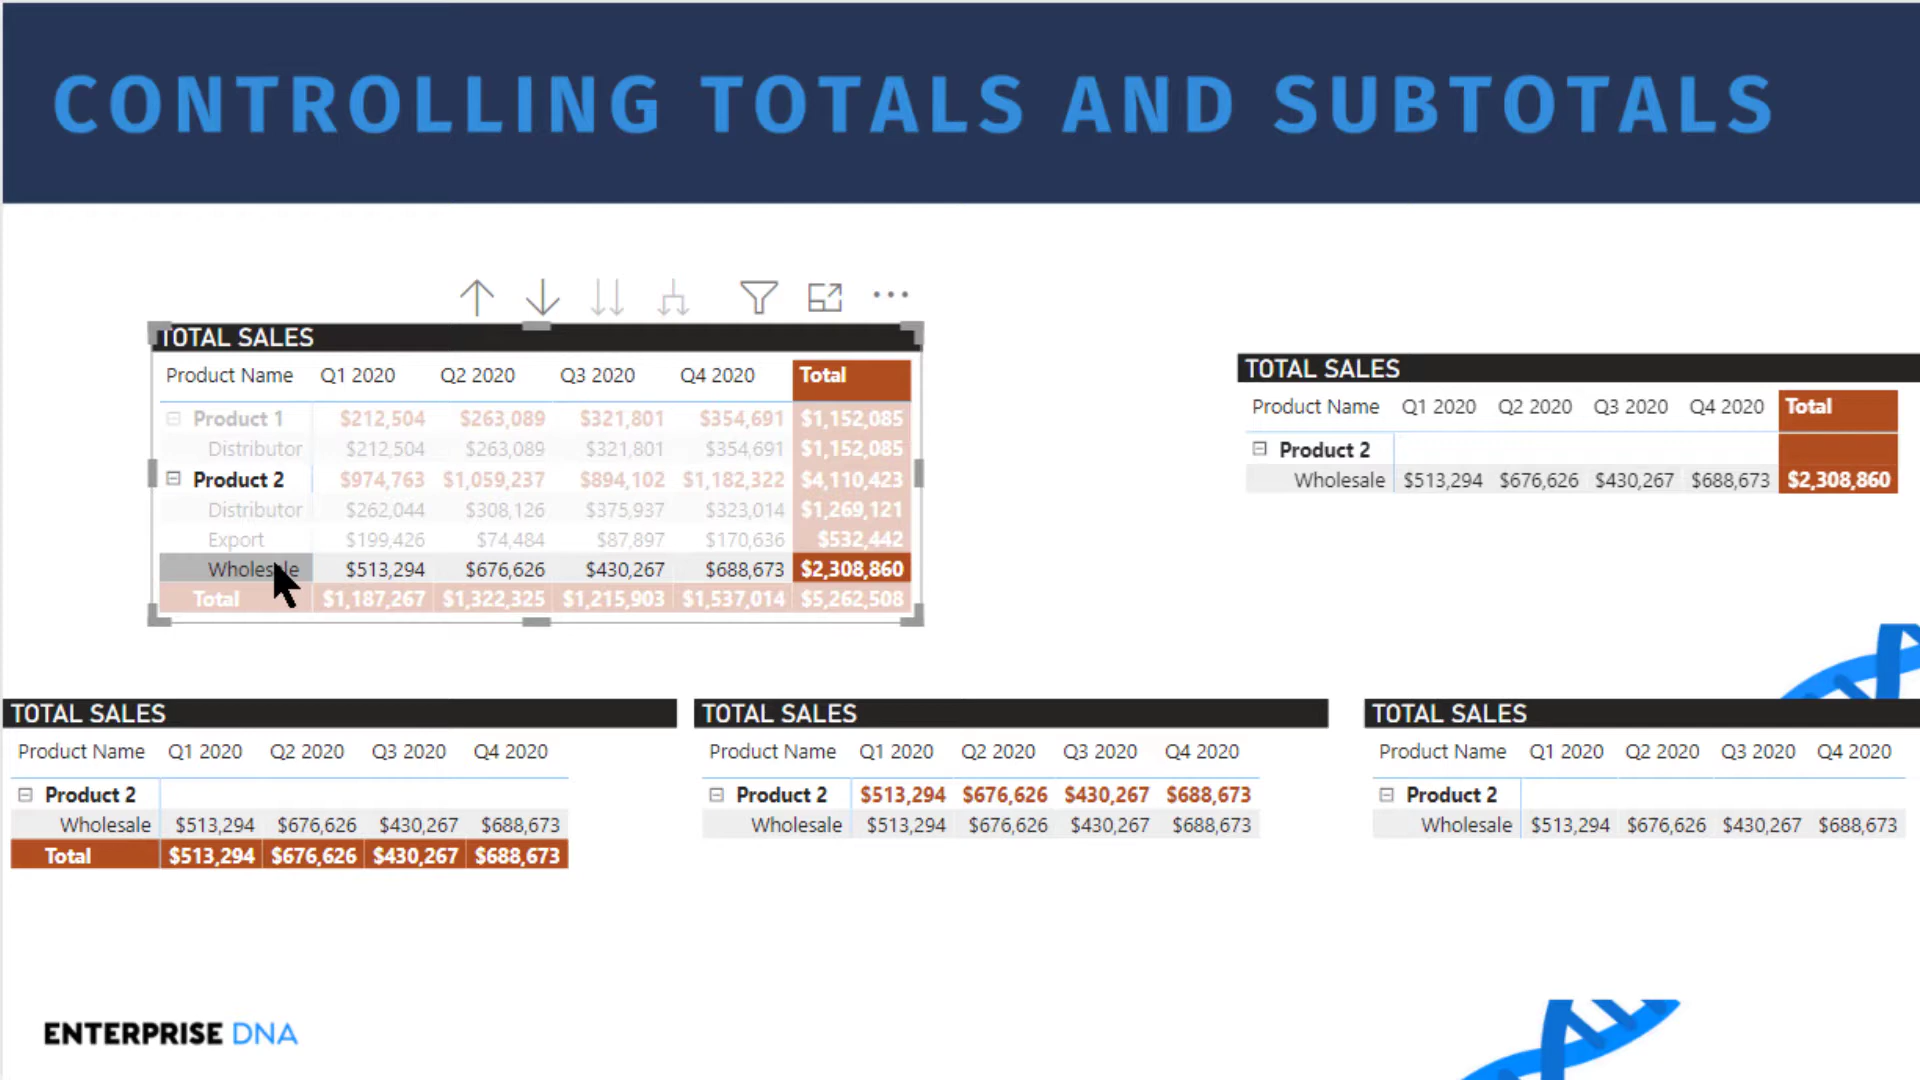 CONTROLLING TOTALS AND SUBTOTALS
TOTAL SALES
Product Name Q1 2020 Q2 2020 Q3 2020 Q4 2020 Total
Product 1 $212,504 $263,089 $321,801 $354,691 $1,152,085
Distributor $212,504 $263,089 $321,801 $354,691 $1,152,085
Product 2 $974,763 $1,059,237 $894,102 $1,182,322 $4,110,423
Distributor $262,044 $308,126 $375,937 $323,014 $1,269,121
Export $199,426 $74,484 $87,897 $170,636 $532,442
Wholesale $513,294 $676,626 $430,267 $688,673 $2,308,860
Total $1,187,267 $1,322,325 $1,215,903 $1,537,014 $5,262,508
TOTAL SALES
Product Name Q1 2020 Q2 2020 Q3 2020 Q4 2020 Total
Product 2
Wholesale $513,294 $676,626 $430,267 $688,673 $2,308,860
TOTAL SALES
Product Name Q1 2020 Q2 2020 Q3 2020 Q4 2020
Product 2
Wholesale $513,294 $676,626 $430,267 $688,673
Total $513,294 $676,626 $430,267 $688,673
TOTAL SALES
Product Name Q1 2020 Q2 2020 Q3 2020 Q4 2020
Product 2 $513,294 $676,626 $430,267 $688,673
Wholesale $513,294 $676,626 $430,267 $688,673
TOTAL SALES
Product Name Q1 2020 Q2 2020 Q3 2020 Q4 2020
Product 2
Wholesale $513,294 $676,626 $430,267 $688,673
ENTERPRISE DNA